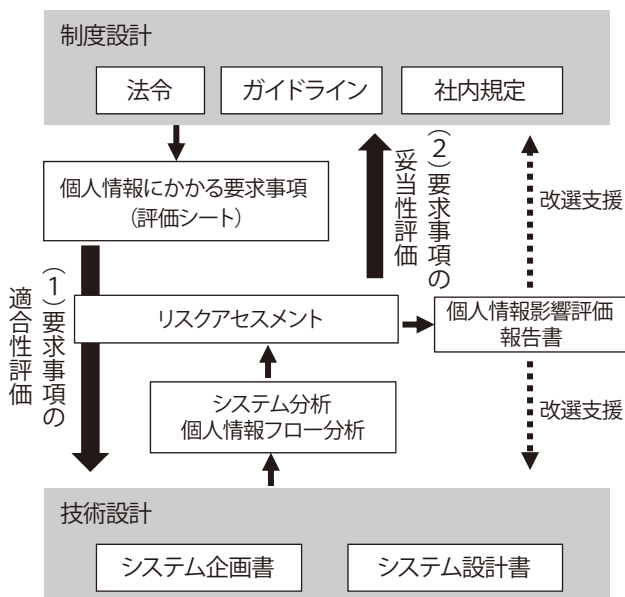 制度設計
法令
ガイドライン
社内規定
個人情報にかかる要求事項
（評価シート）
（2）要求事項の
妥当性評価
改選支援
（1）要求事項の
適合性評価
リスクアセスメント
個人情報影響評価
報告書
システム分析
個人情報フロー分析
改選支援
技術設計
システム企画書
システム設計書